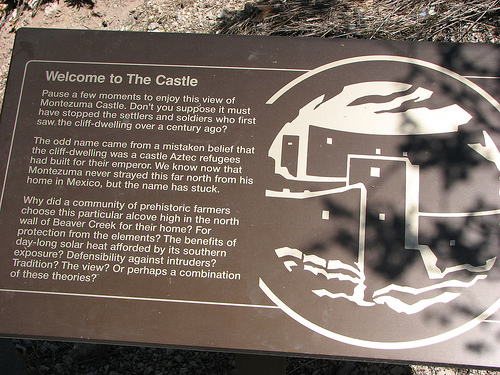 Welcome to The Castle
Pause a few moments to enjoy this view of
Montezuma Castle. Don't you suppose it must
have stopped the settlers and soldiers who first
saw the cliff-dwelling over a century ago?
The odd name came from a mistaken belief that
the cliff-dwelling was a castle Aztec refugees
had built for their emperor. We know now that
Montezuma never strayed this far north from his
home in Mexico, but the name has stuck.
Why did a community of prehistoric farmers
choose this particular alcove high in the north
wall of Beaver Creek for their home? For
protection from the elements? The benefits of
day-long solar heat afforded by its southern
exposure? Defensibility against intruders?
Tradition? The view? Or perhaps a combination
of these theories?